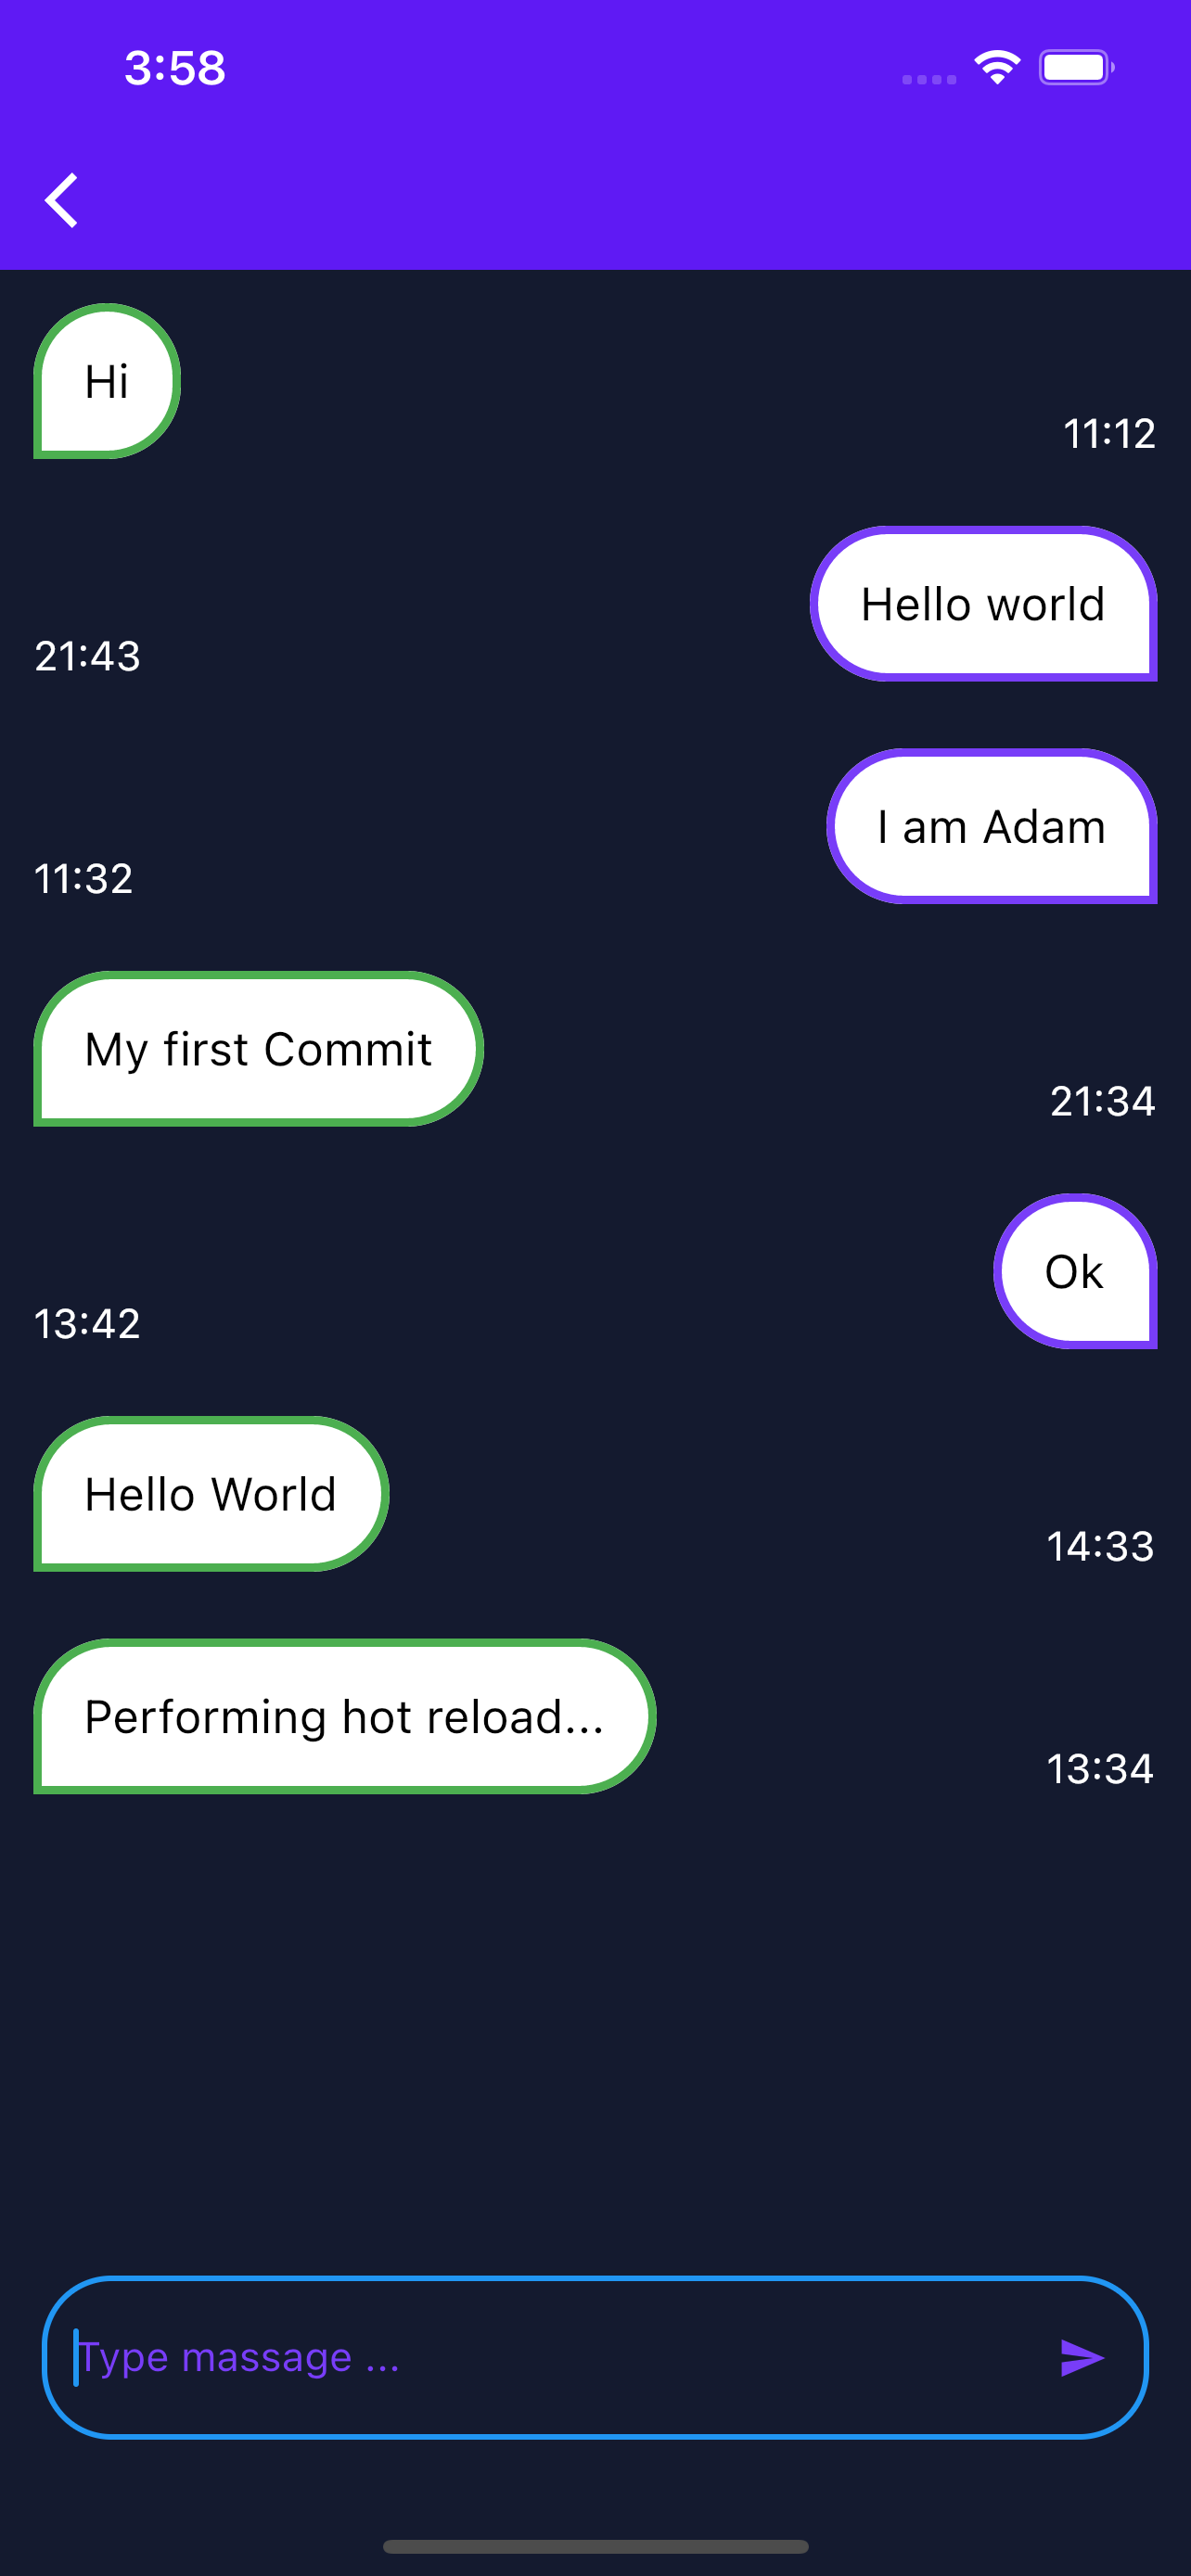 3:58
Hi
11:12
Hello world
21:43
I am Adam
11:32
My first Commit
21:34
Ok
13:42
Hello World
14:33
Performing hot reload...
13:34
Type massage ...